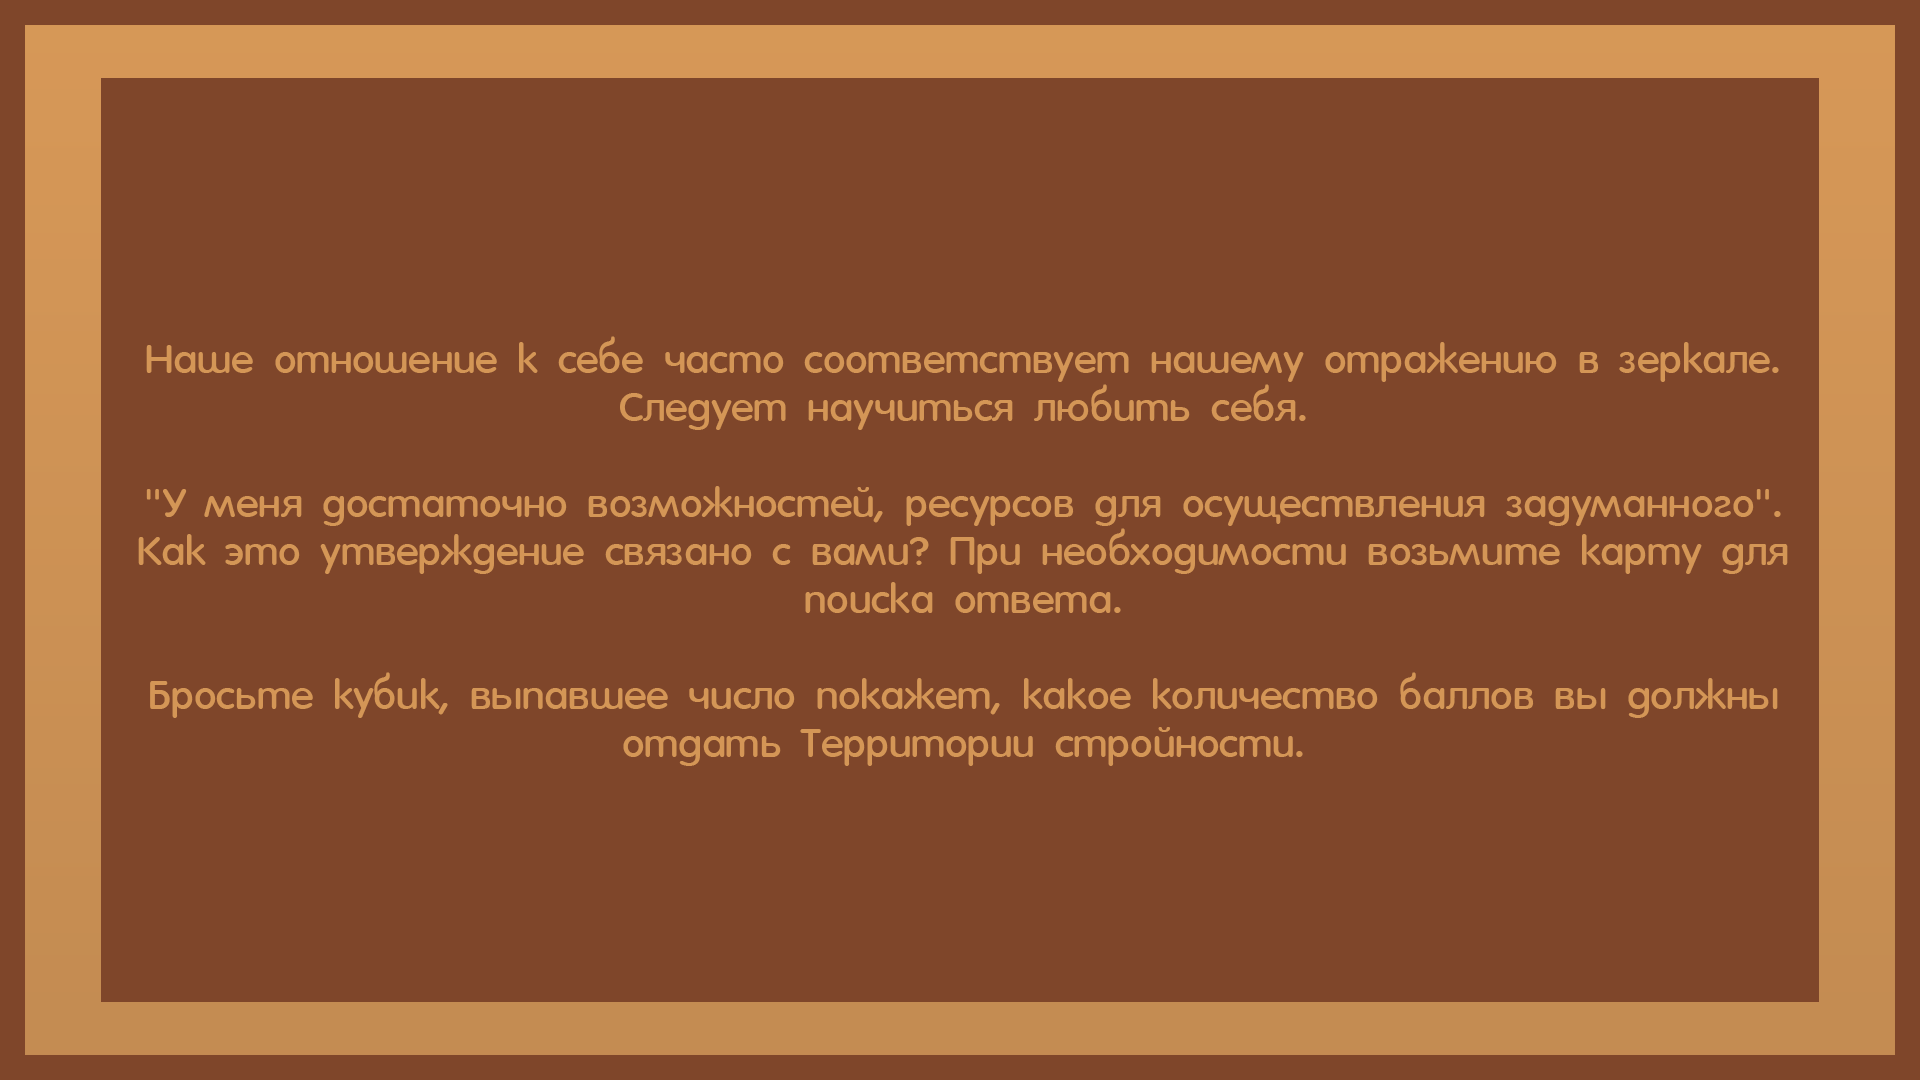 Наше отношение к себе часто соответствует нашему отражению в зеркале.
Следует научиться любить себя.
"У меня достаточно возможностей, ресурсов для осуществления задуманного".
Как это утверждение связано с вами? При необходимости возьмите карту для
поиска ответа.
Бросьте кубик, выпавшее число покажет, какое количество баллов вы должны
отдать Территории стройности.